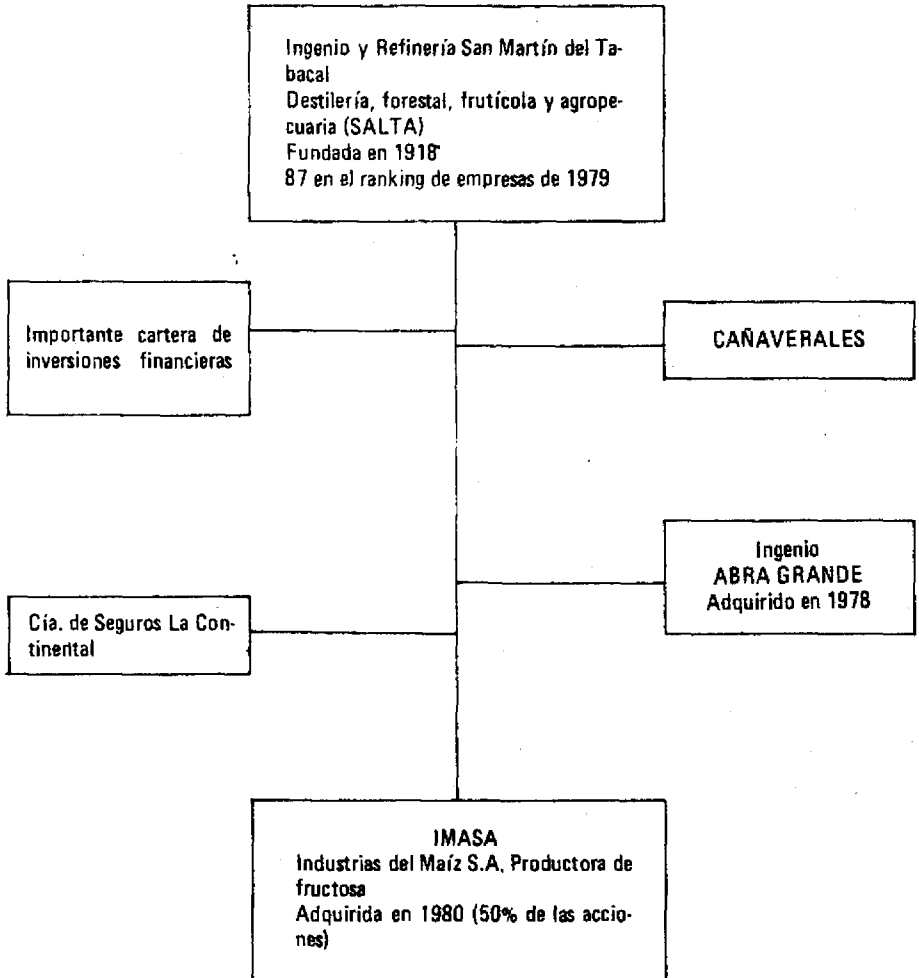 Ingenio y Refinería San Martín del Ta-
bacal
Destilería, forestal, frutícola y agrope-
cuaria (SALTA)
Fundada en 1918
87 en el ranking de empresas de 1979
Importante cartera de
inversiones financieras
CAÑAVERALES
Ingenio
ABRA GRANDE
Adquirido en 1978
Cía. de Seguros La Con-
tinental
IMASA
Industrias del Maíz S.A. Productora de
fructosa
Adquirida en 1980 (50% de las accio-
nes)